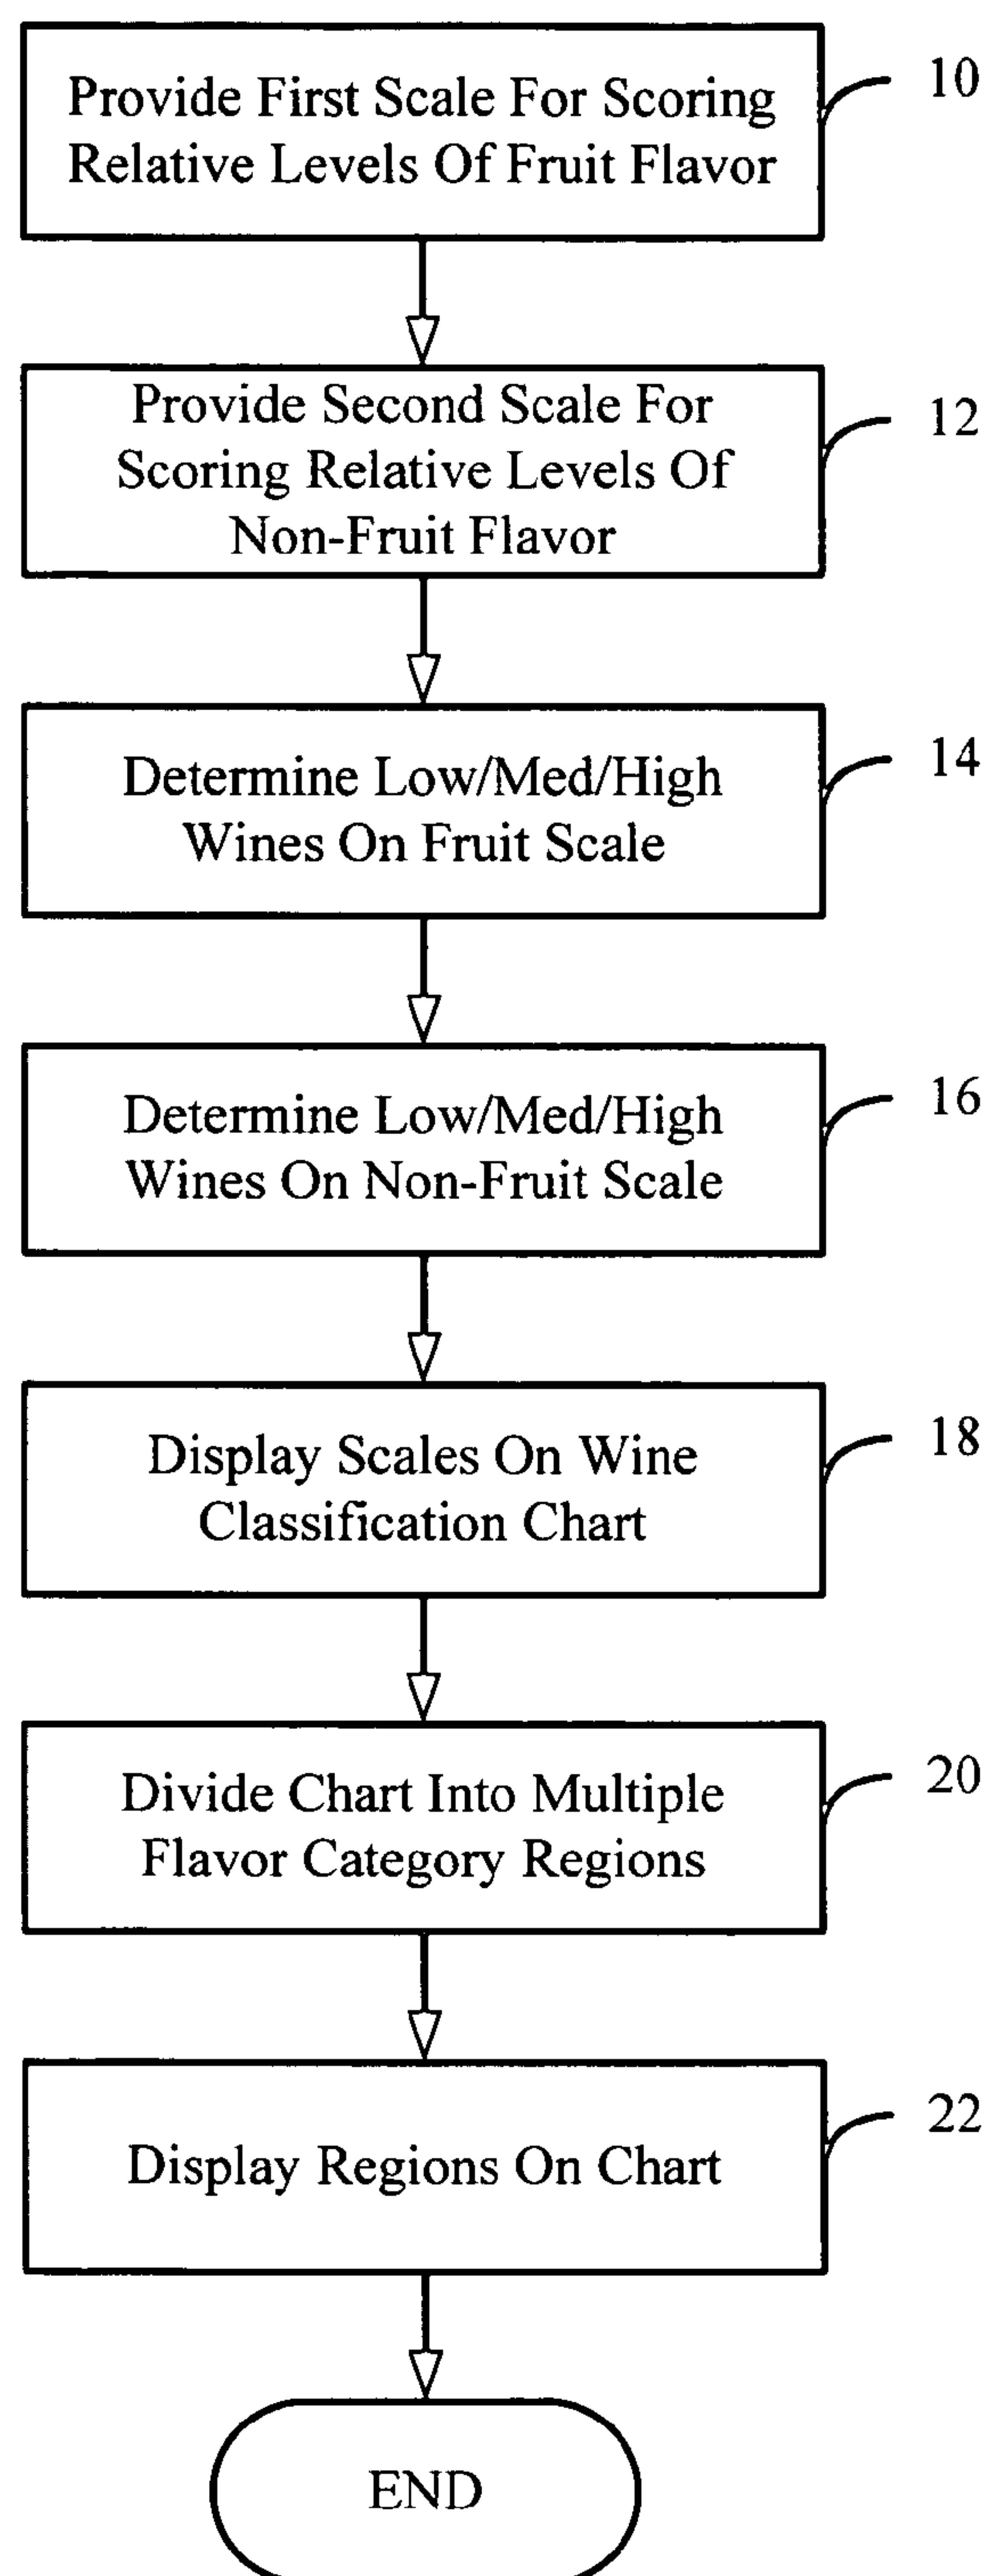 Provide First Scale For Scoring
Relative Levels Of Fruit Flavor
10
Provide Second Scale For
Scoring Relative Levels Of
Non-Fruit Flavor
12
Determine Low/Med/High
Wines On Fruit Scale
14
Determine Low/Med/High
Wines On Non-Fruit Scale
16
Display Scales On Wine
Classification Chart
18
Divide Chart Into Multiple
Flavor Category Regions
20
Display Regions On Chart
22
END